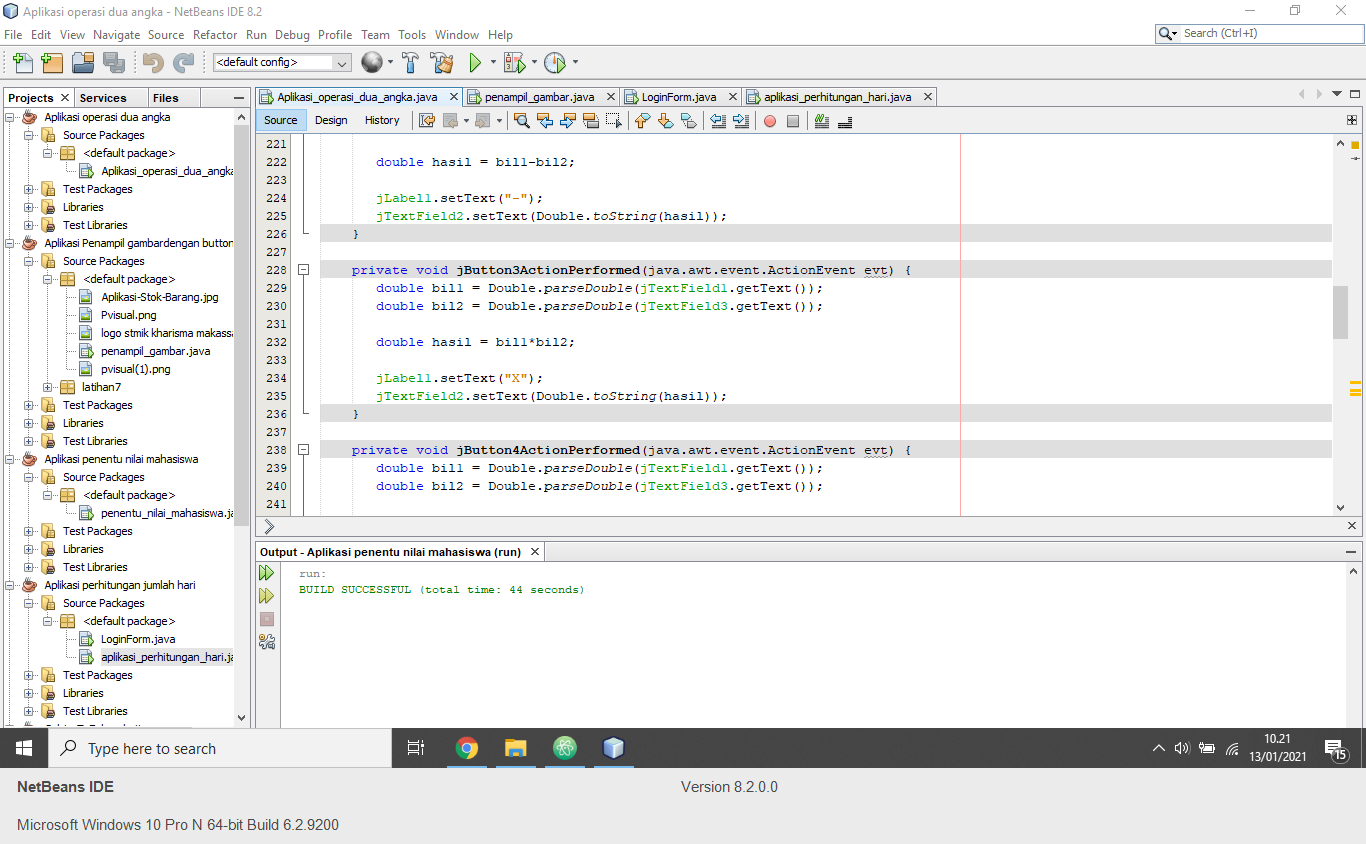 Aplikasi operasi dua angka - NetBeans IDE 8.2
File Edit View Navigate Source Refactor Run Debug Profile Team Tools Window Help
Search (Ctrl+I)
<default config>
Projects Services Files
Aplikasi operasi dua angka
Source Packages
<default package>
Aplikasi_operasi_dua_angka
Test Packages
Libraries
Test Libraries
Aplikasi Penampil gambardengan button
Source Packages
<default package>
Aplikasi-Stok-Barang.jpg
Pvisual.png
logo stmik kharisma makassa
penampil_gambar.java
pvisual(1).png
latihan7
Test Packages
Libraries
Test Libraries
Aplikasi penentu nilai mahasiswa
Source Packages
<default package>
penentu_nilai_mahasiswa.ja
Test Packages
Libraries
Test Libraries
Aplikasi perhitungan jumlah hari
Source Packages
<default package>
LoginForm.java
aplikasi_perhitungan_hari.ja
Test Packages
Libraries
Test Libraries
Aplikasi_operasi_dua_angka.java penampil_gambar.java LoginForm.java aplikasi_perhitungan_hari.java
Source Design History
221
222 double hasil = bil1-bil2;
223
224 jLabel1.setText("-");
225 jTextField2.setText(Double.toString(hasil));
226 }
227
228 private void jButton3ActionPerformed(java.awt.event.ActionEvent evt) {
229 double bil1 = Double.parseDouble(jTextField1.getText());
230 double bil2 = Double.parseDouble(jTextField3.getText());
231
232 double hasil = bil1*bil2;
233
234 jLabel1.setText("X");
235 jTextField2.setText(Double.toString(hasil));
236 }
237
238 private void jButton4ActionPerformed(java.awt.event.ActionEvent evt) {
239 double bil1 = Double.parseDouble(jTextField1.getText());
240 double bil2 = Double.parseDouble(jTextField3.getText());
241
Output - Aplikasi penentu nilai mahasiswa (run)
run:
BUILD SUCCESSFUL (total time: 44 seconds)
Type here to search
10.21
13/01/2021
15
NetBeans IDE Version 8.2.0.0
Microsoft Windows 10 Pro N 64-bit Build 6.2.9200